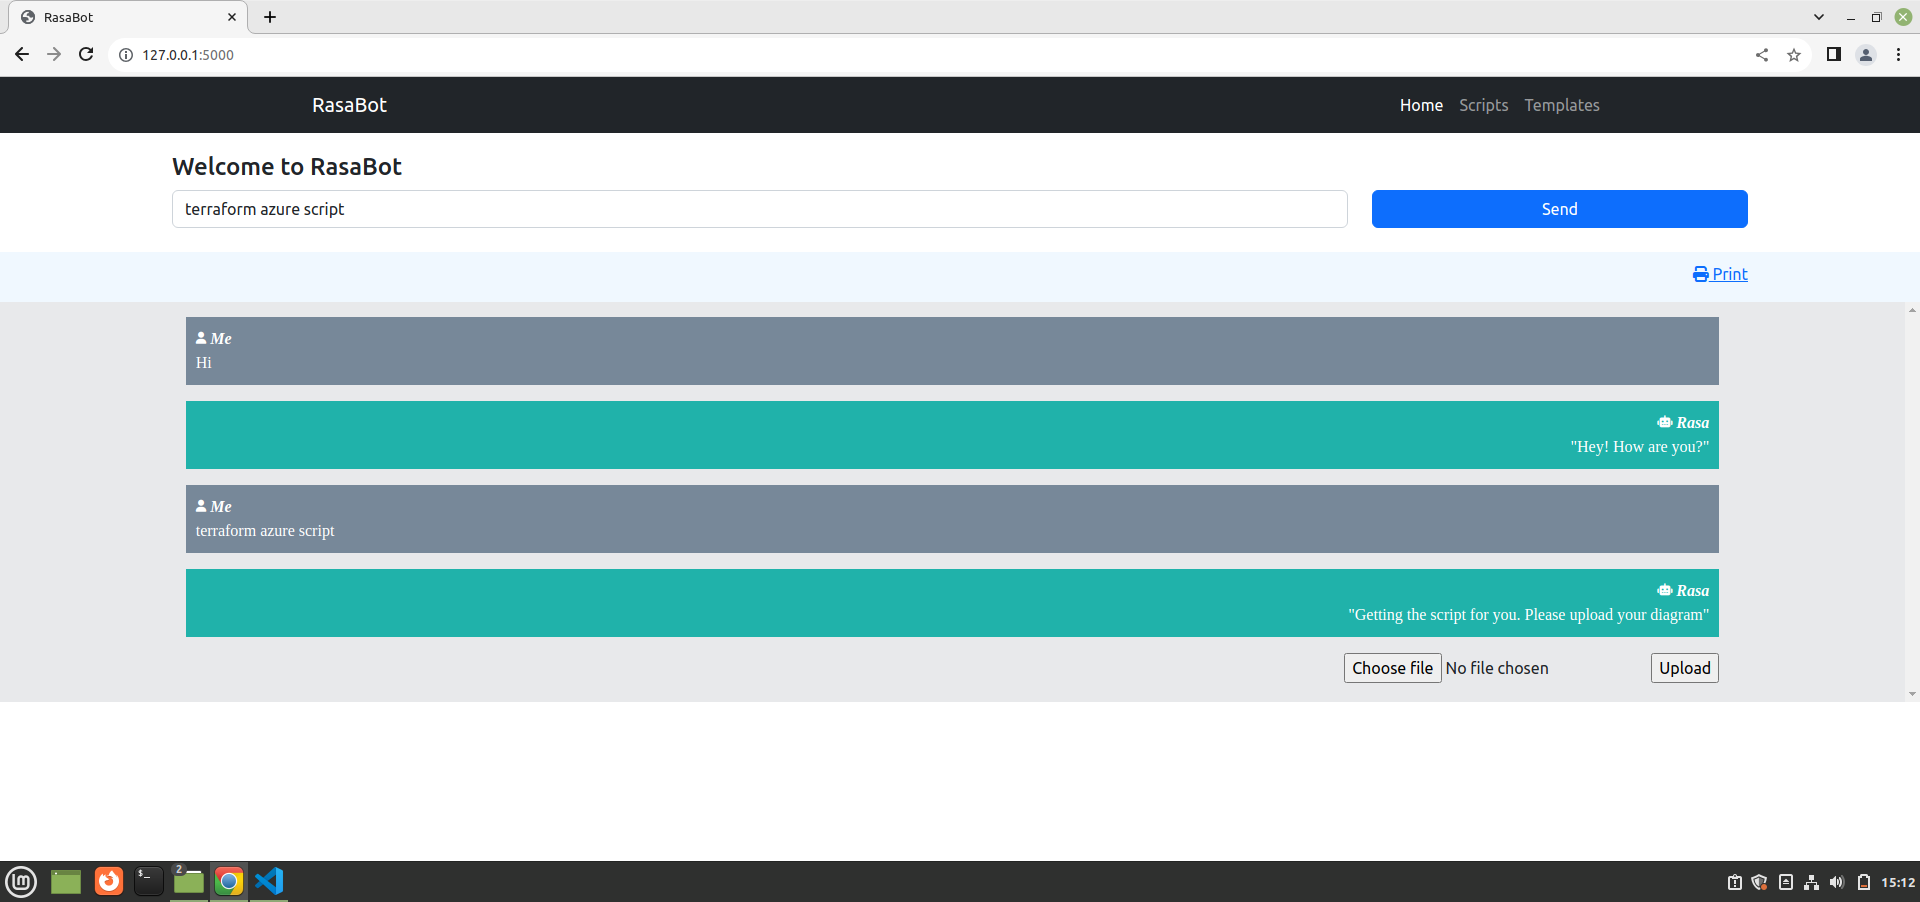 RasaBot
127.0.0.1:5000
RasaBot
Home Scripts Templates
Welcome to RasaBot
terraform azure script
Send
Print
Me
Hi
Rasa
"Hey! How are you?"
Me
terraform azure script
Rasa
"Getting the script for you. Please upload your diagram"
Choose file No file chosen Upload
$_
2
15:12